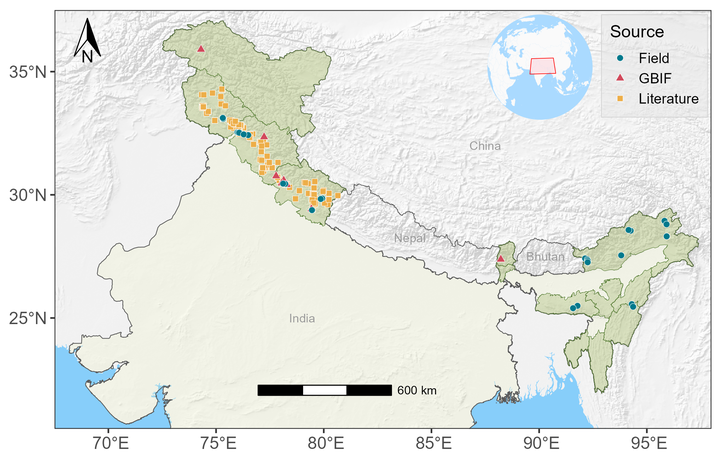 N
Source
Field
GBIF
Literature
35°N
30°N
25°N
China
Nepal
Bhutan
India
600 km
70°E
75°E
80°E
85°E
90°E
95°E